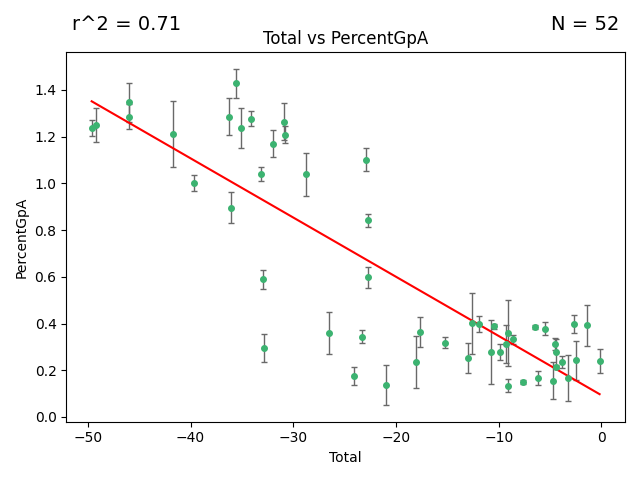 r^2 = 0.71
N = 52
Total vs PercentGpA
PercentGpA
1.4
1.2
1.0
0.8
0.6
0.4
0.2
0.0
−50
−40
−30
−20
−10
0
Total